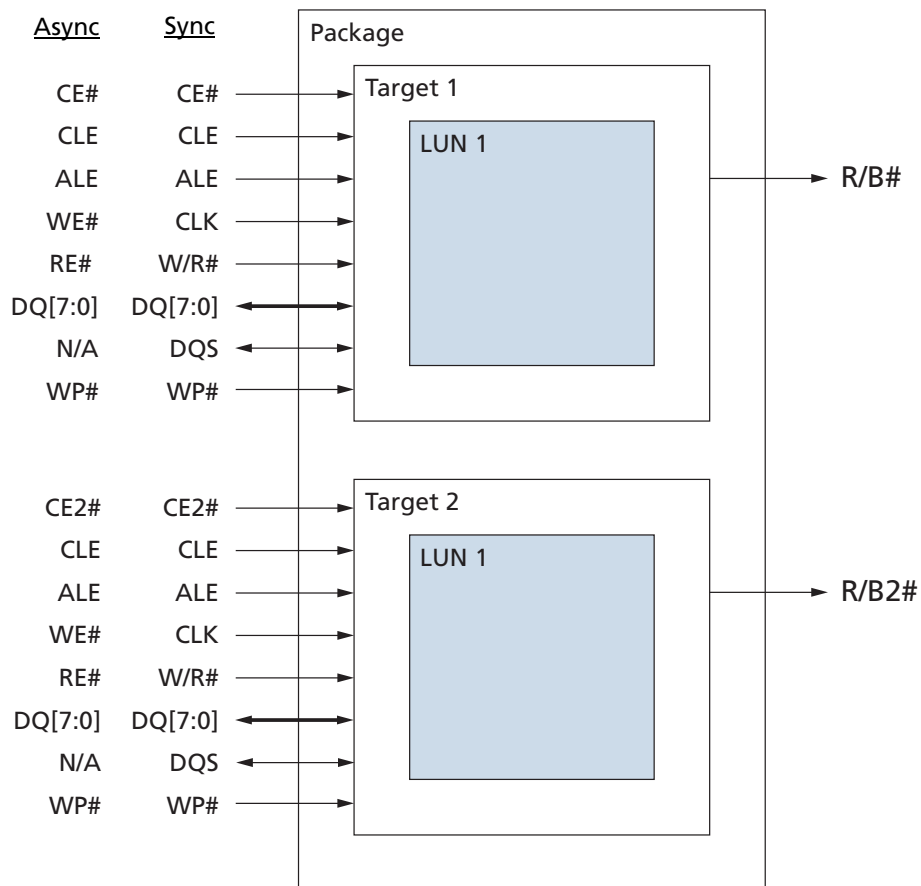 Async Sync
Package
Target 1
CE# CE#
CLE CLE
LUN 1
ALE ALE
R/B#
WE# CLK
RE# W/R#
DQ[7:0] DQ[7:0]
N/A DQS
WP# WP#
Target 2
CE2# CE2#
CLE CLE
LUN 1
ALE ALE
R/B2#
WE# CLK
RE# W/R#
DQ[7:0] DQ[7:0]
N/A DQS
WP# WP#